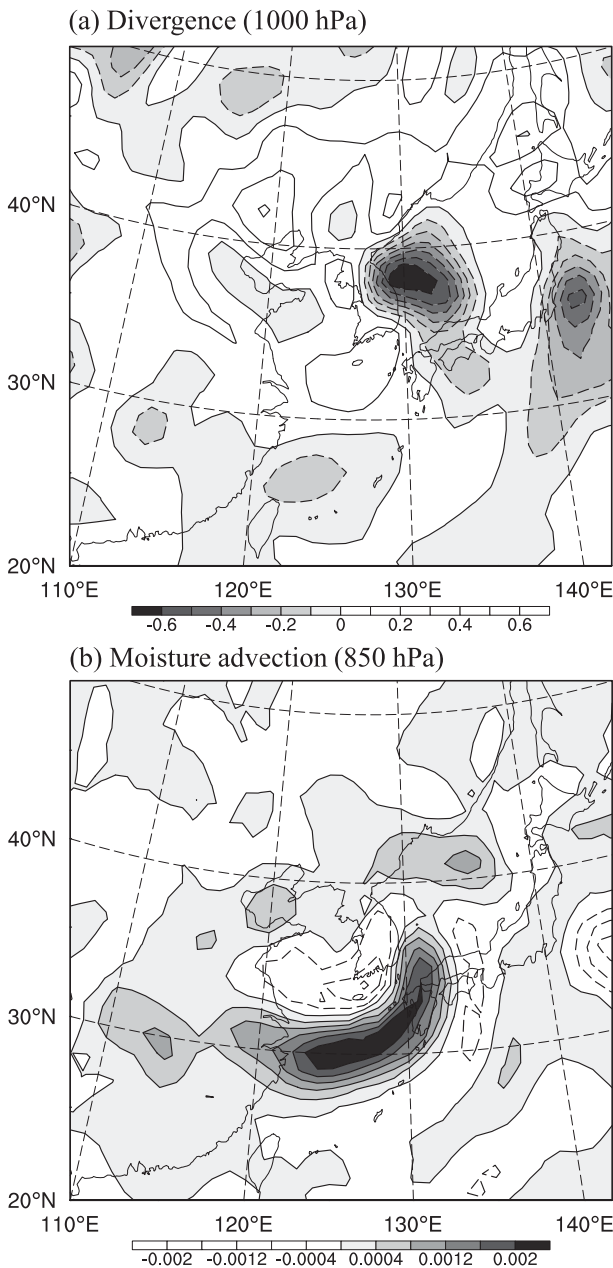 (a) Divergence (1000 hPa)
40°N
30°N
20°N
110°E 120°E 130°E 140°E
-0.6 -0.4 -0.2 0 0.2 0.4 0.6
(b) Moisture advection (850 hPa)
40°N
30°N
20°N
110°E 120°E 130°E 140°E
-0.002 -0.0012 -0.0004 0.0004 0.0012 0.002